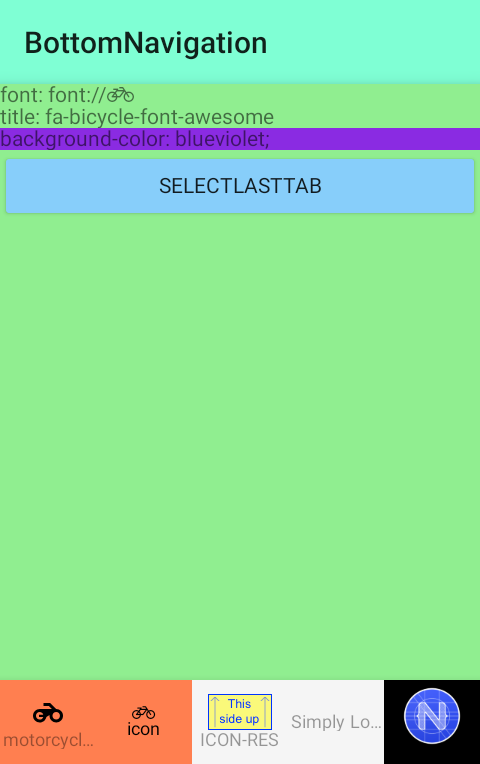 BottomNavigation
font: font://
title: fa-bicycle-font-awesome
background-color: blueviolet;
SELECTLASTTAB
motorcycl...
icon
This
side up
ICON-RES
Simply Lo...
N